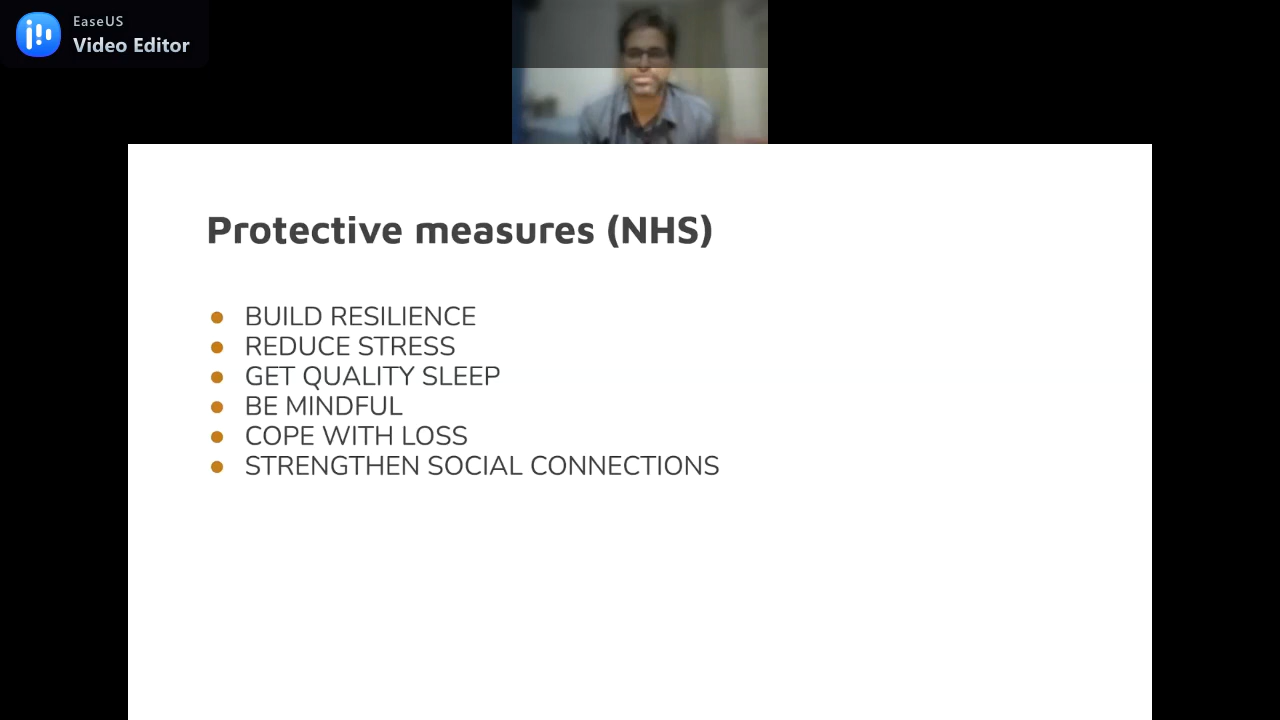 EaseUS
Video Editor
Protective measures (NHS)
● BUILD RESILIENCE
● REDUCE STRESS
● GET QUALITY SLEEP
● BE MINDFUL
● COPE WITH LOSS
● STRENGTHEN SOCIAL CONNECTIONS